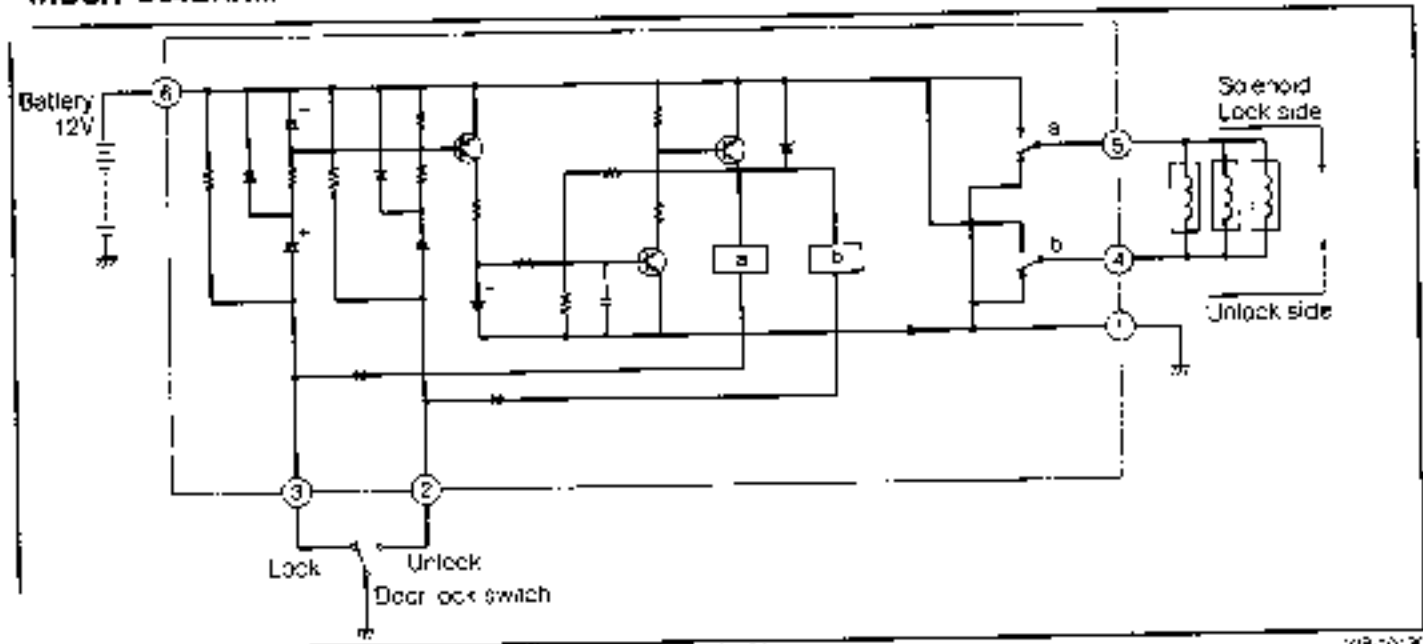 6
Battery
12V
Solenoid
Lock side
a
5
b
4
Unlock side
1
a
b
3
2
Lock
Unlock
Door lock switch